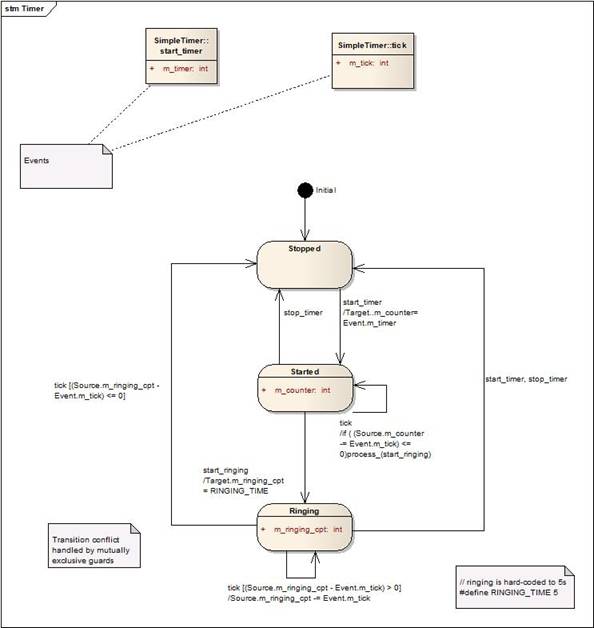 stm Timer
SimpleTimer::
start_timer
+ m_timer: int
SimpleTimer::tick
+ m_tick: int
Events
Initial
Stopped
stop_timer
start_timer
/Target..m_counter=
Event.m_timer
tick [(Source.m_ringing_cpt -
Event.m_tick) <= 0]
start_timer, stop_timer
Started
+ m_counter: int
tick
/if ( (Source.m_counter
-= Event.m_tick) <=
0)process_(start_ringing)
start_ringing
/Target.m_ringing_cpt
= RINGING_TIME
Ringing
+ m_ringing_cpt: int
Transition conflict
handled by mutually
exclusive guards
tick [(Source.m_ringing_cpt - Event.m_tick) > 0]
/Source.m_ringing_cpt -= Event.m_tick
// ringing is hard-coded to 5s
#define RINGING_TIME 5